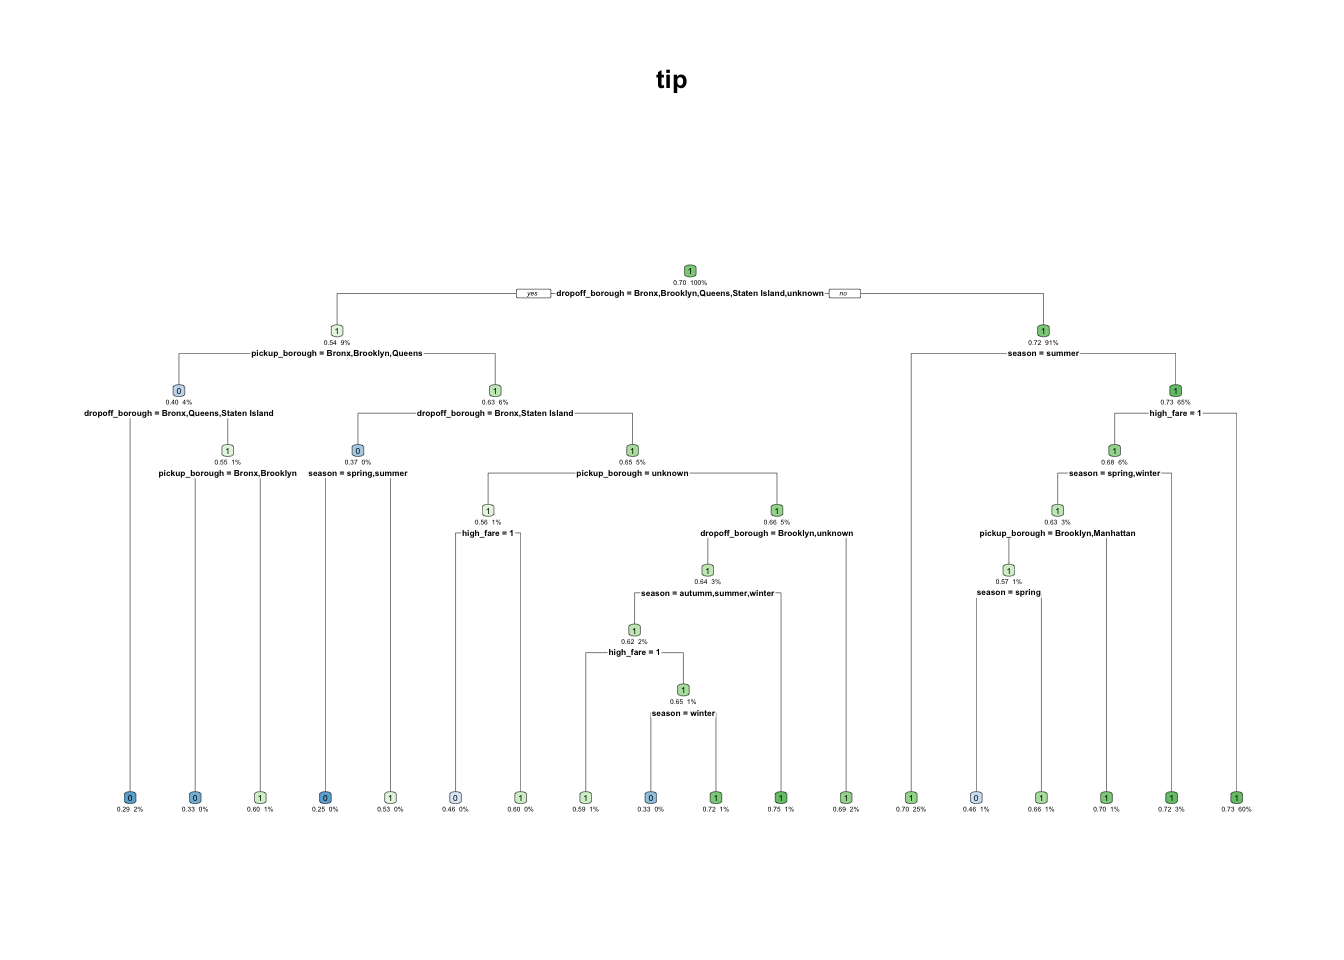 tip
1
0.70 100%
yes dropoff_borough = Bronx,Brooklyn,Queens,Staten Island,unknown no
1 1
0.54 9% 0.72 91%
pickup_borough = Bronx,Brooklyn,Queens season = summer
0 1 1
0.40 4% 0.63 6% 0.73 65%
dropoff_borough = Bronx,Queens,Staten Island dropoff_borough = Bronx,Staten Island high_fare = 1
1 0 1 1
0.55 1% 0.37 0% 0.65 5% 0.68 6%
pickup_borough = Bronx,Brooklyn season = spring,summer pickup_borough = unknown season = spring,winter
1 1 1
0.56 1% 0.66 5% 0.63 3%
high_fare = 1 dropoff_borough = Brooklyn,unknown pickup_borough = Brooklyn,Manhattan
1 1
0.64 3% 0.57 1%
season = autumm,summer,winter season = spring
1
0.62 2%
high_fare = 1
1
0.65 1%
season = winter
0 0 1 0 1 0 1 1 0 1 1 1 1 0 1 1 1 1
0.29 2% 0.33 0% 0.60 1% 0.25 0% 0.53 0% 0.46 0% 0.60 0% 0.59 1% 0.33 0% 0.72 1% 0.75 1% 0.69 2% 0.70 25% 0.46 1% 0.66 1% 0.70 1% 0.72 3% 0.73 60%